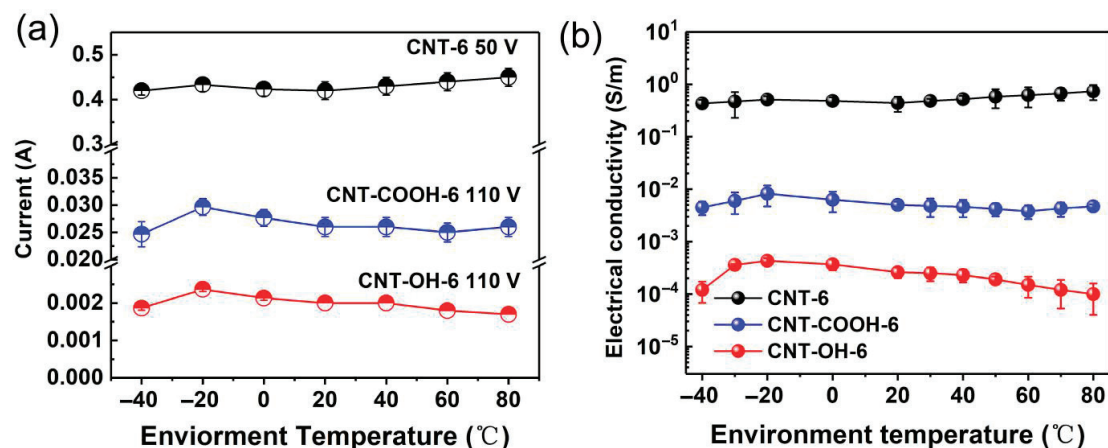 (a)
CNT-6 50 V
CNT-COOH-6 110 V
CNT-OH-6 110 V
Current (A)
0.5
0.4
0.3
0.035
0.030
0.025
0.020
0.002
0.001
0.000
−40 −20 0 20 40 60 80
Enviorment Temperature (℃)
(b)
Electrical conductivity (S/m)
10¹
10⁰
10⁻¹
10⁻²
10⁻³
10⁻⁴
10⁻⁵
CNT-6
CNT-COOH-6
CNT-OH-6
−40 −20 0 20 40 60 80
Environment temperature (℃)